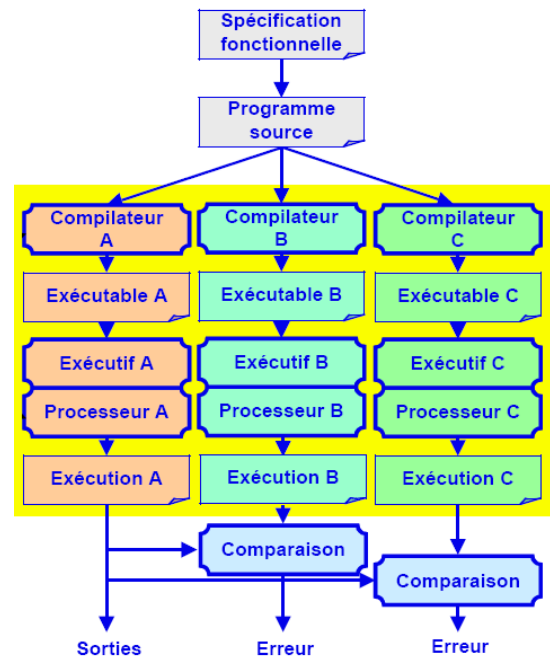 Spécification
fonctionnelle
Programme
source
Compilateur
A
Compilateur
B
Compilateur
C
Exécutable A
Exécutable B
Exécutable C
Exécutif A
Exécutif B
Exécutif C
Processeur A
Processeur B
Processeur C
Exécution A
Exécution B
Exécution C
Comparaison
Comparaison
Sorties
Erreur
Erreur